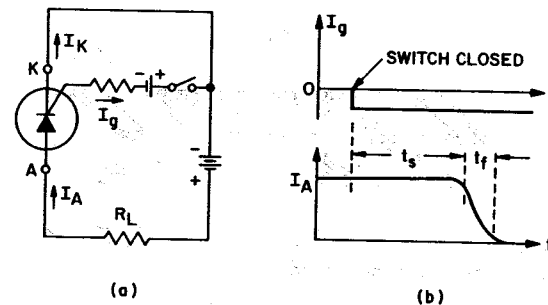 I_K
K
- +
I_g
A
I_A
-
+
R_L
(a)
I_g
SWITCH CLOSED
O
t_s
t_f
I_A
t
(b)